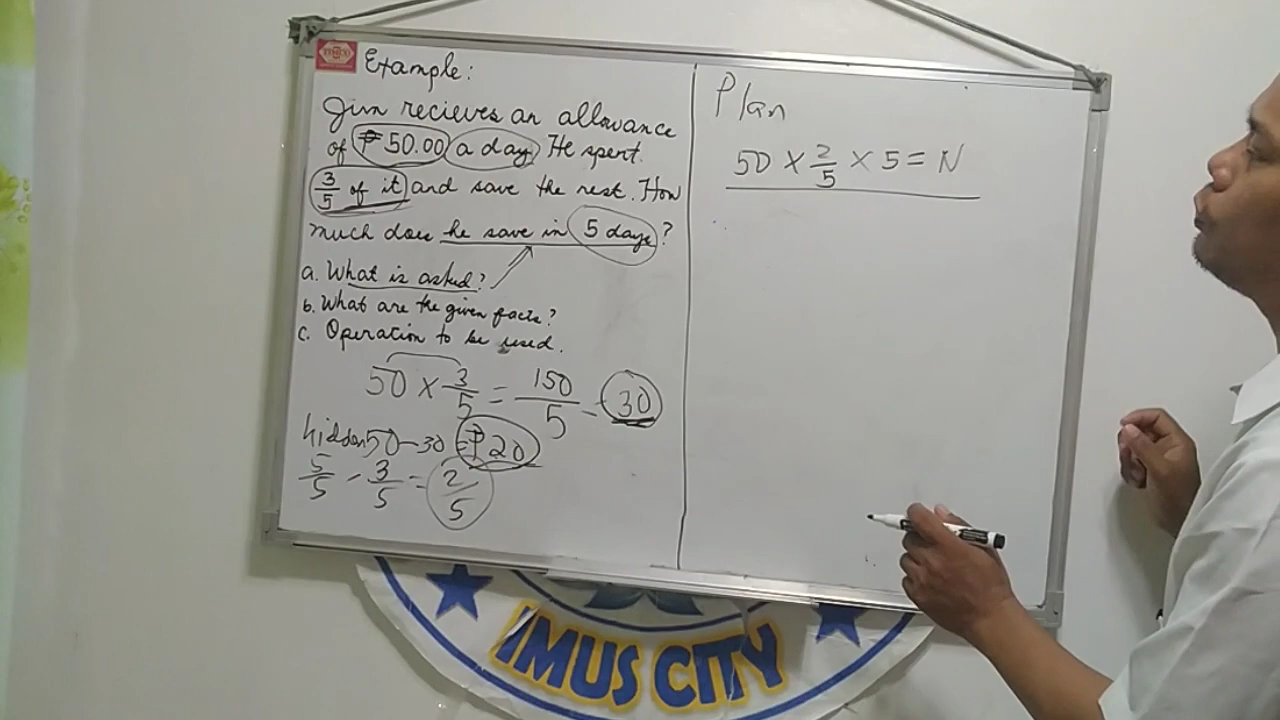 Example:
Jim recieves an allowance
of ₱50.00 a day. He spent
3/5 of it and save the rest. How
much does he save in 5 days?
a. What is asked?
b. What are the given facts?
c. Operation to be used.
50 × 3/5 = 150/5 = 30
hidden 50 - 30 = ₱20
5/5 - 3/5 = 2/5
Plan
50 × 2/5 × 5 = N
IMUS CITY